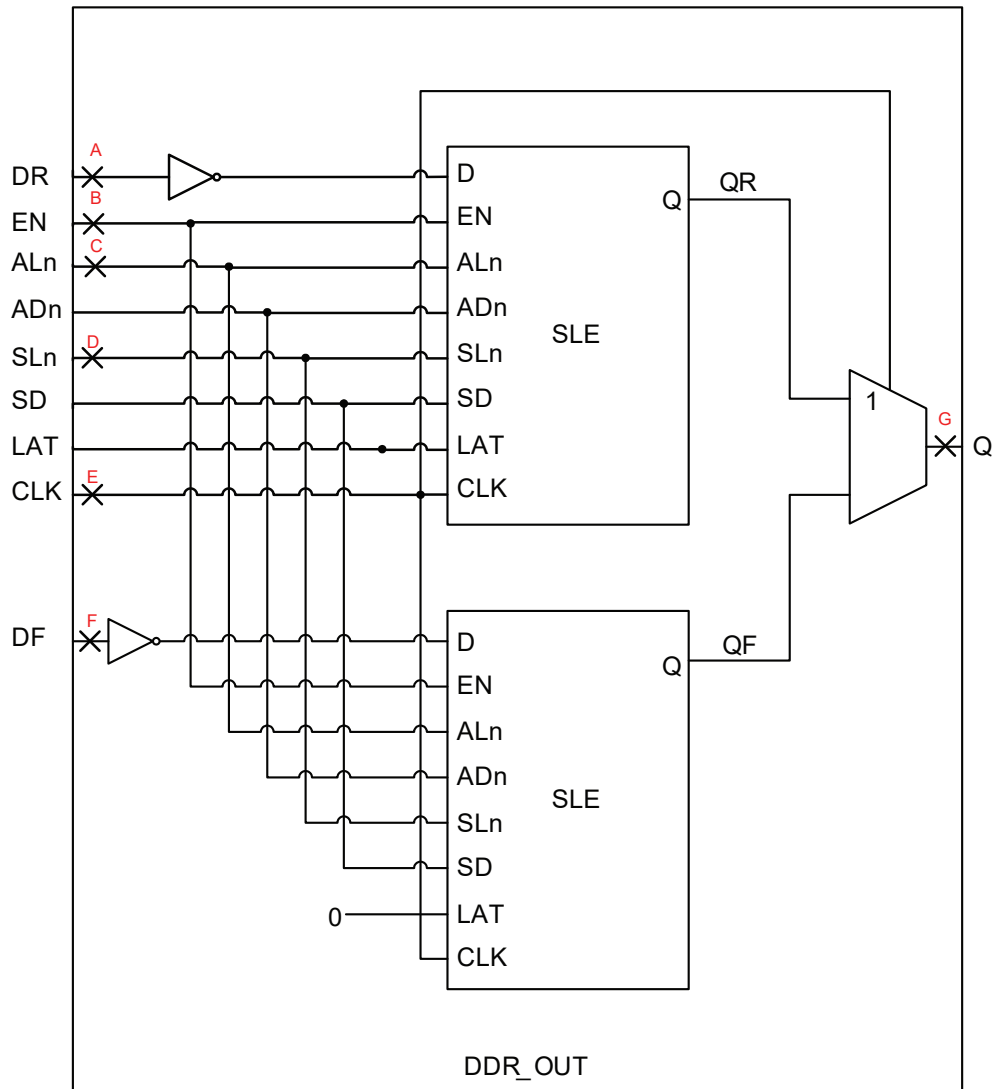 A
DR
B
EN
C
ALn
ADn
D
SLn
SD
LAT
E
CLK
F
DF
D
EN
ALn
ADn
SLn
SD
LAT
CLK
SLE
Q
QR
1
G
Q
D
EN
ALn
ADn
SLn
SD
0
LAT
CLK
SLE
Q
QF
DDR_OUT